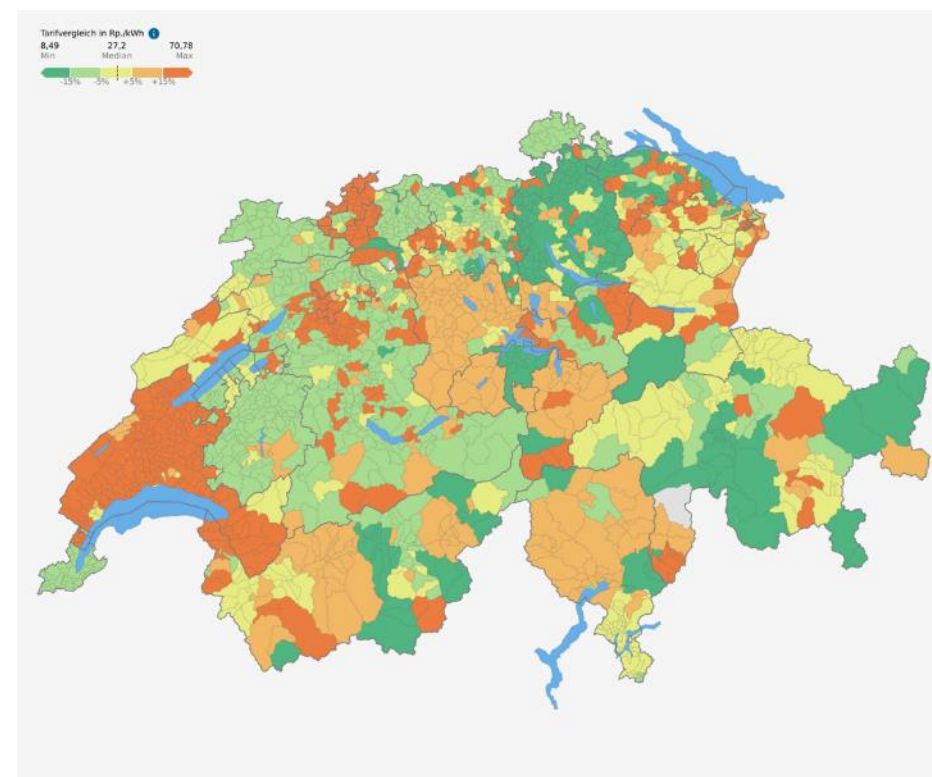 Tarifvergleich in Rp./kWh i
8,49 27,2 70,78
Min Median Max
-15% -5% +5% +15%